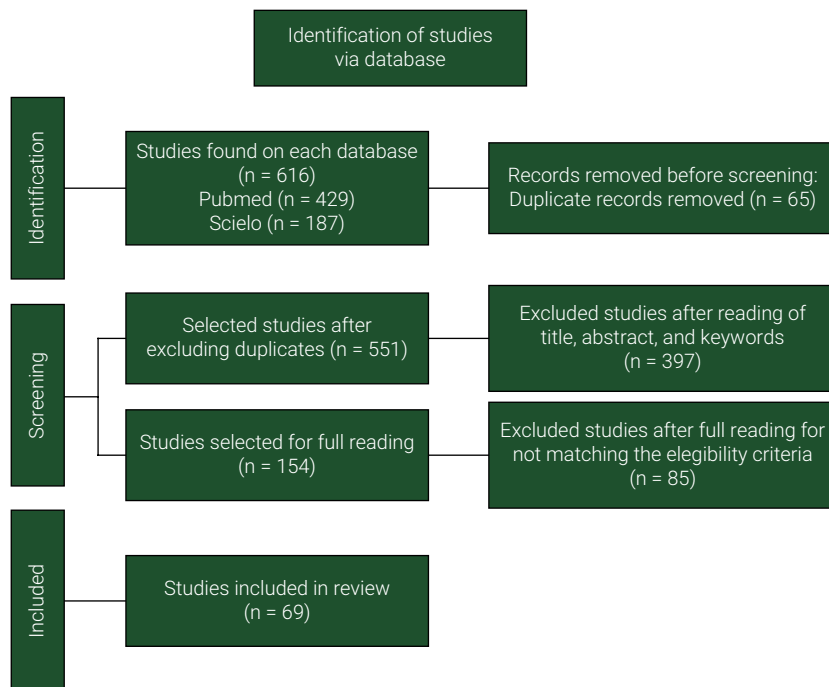 Identification of studies
via database
Identification
Studies found on each database
(n = 616)
Pubmed (n = 429)
Scielo (n = 187)
Records removed before screening:
Duplicate records removed (n = 65)
Screening
Selected studies after
excluding duplicates (n = 551)
Excluded studies after reading of
title, abstract, and keywords
(n = 397)
Studies selected for full reading
(n = 154)
Excluded studies after full reading for
not matching the elegibility criteria
(n = 85)
Included
Studies included in review
(n = 69)